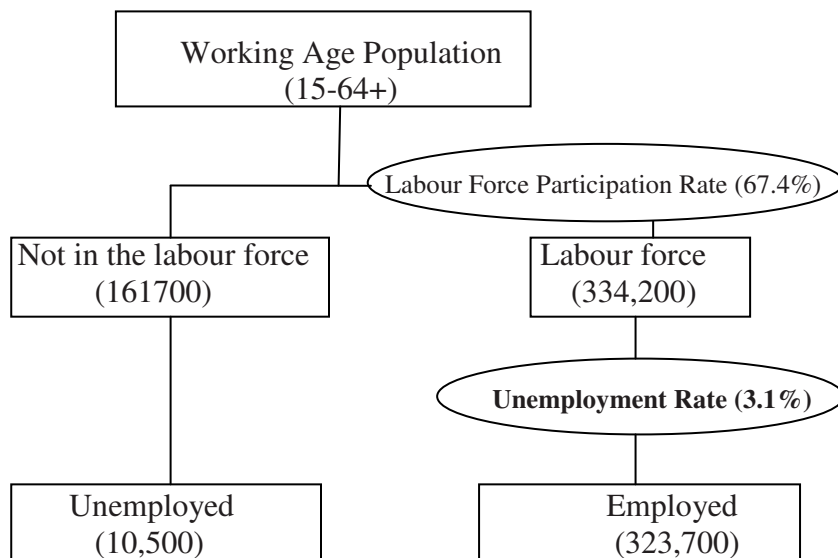 Working Age Population
(15-64+)
Labour Force Participation Rate (67.4%)
Not in the labour force
(161700)
Labour force
(334,200)
Unemployment Rate (3.1%)
Unemployed
(10,500)
Employed
(323,700)